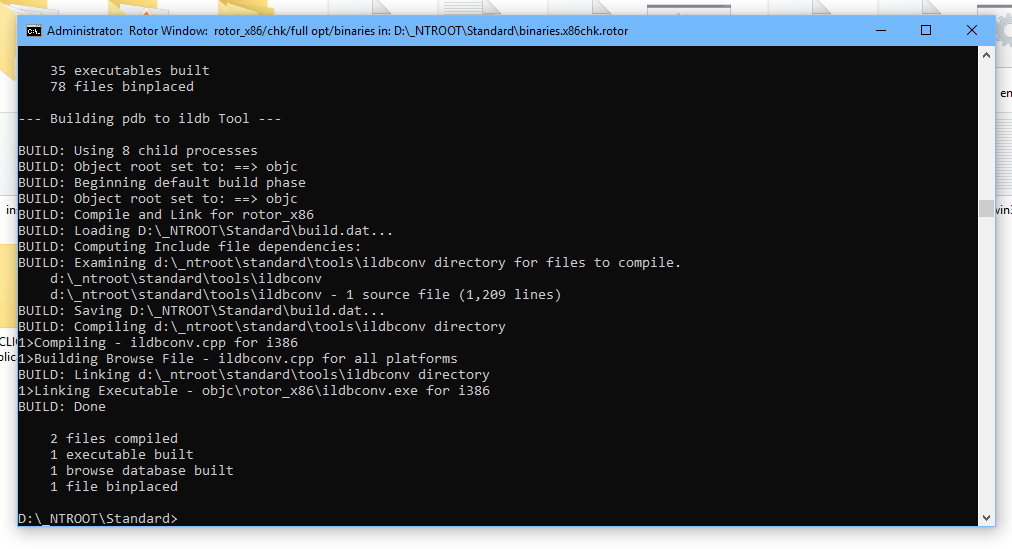 Administrator: Rotor Window: rotor_x86/chk/full opt/binaries in: D:\_NTROOT\Standard\binaries.x86chk.rotor
35 executables built
78 files binplaced
--- Building pdb to ildb Tool ---
BUILD: Using 8 child processes
BUILD: Object root set to: ==> objc
BUILD: Beginning default build phase
BUILD: Object root set to: ==> objc
BUILD: Compile and Link for rotor_x86
BUILD: Loading D:\_NTROOT\Standard\build.dat...
BUILD: Computing Include file dependencies:
BUILD: Examining d:\_ntroot\standard\tools\ildbconv directory for files to compile.
d:\_ntroot\standard\tools\ildbconv
d:\_ntroot\standard\tools\ildbconv - 1 source file (1,209 lines)
BUILD: Saving D:\_NTROOT\Standard\build.dat...
BUILD: Compiling d:\_ntroot\standard\tools\ildbconv directory
1>Compiling - ildbconv.cpp for i386
1>Building Browse File - ildbconv.cpp for all platforms
BUILD: Linking d:\_ntroot\standard\tools\ildbconv directory
1>Linking Executable - objc\rotor_x86\ildbconv.exe for i386
BUILD: Done
2 files compiled
1 executable built
1 browse database built
1 file binplaced
D:\_NTROOT\Standard>